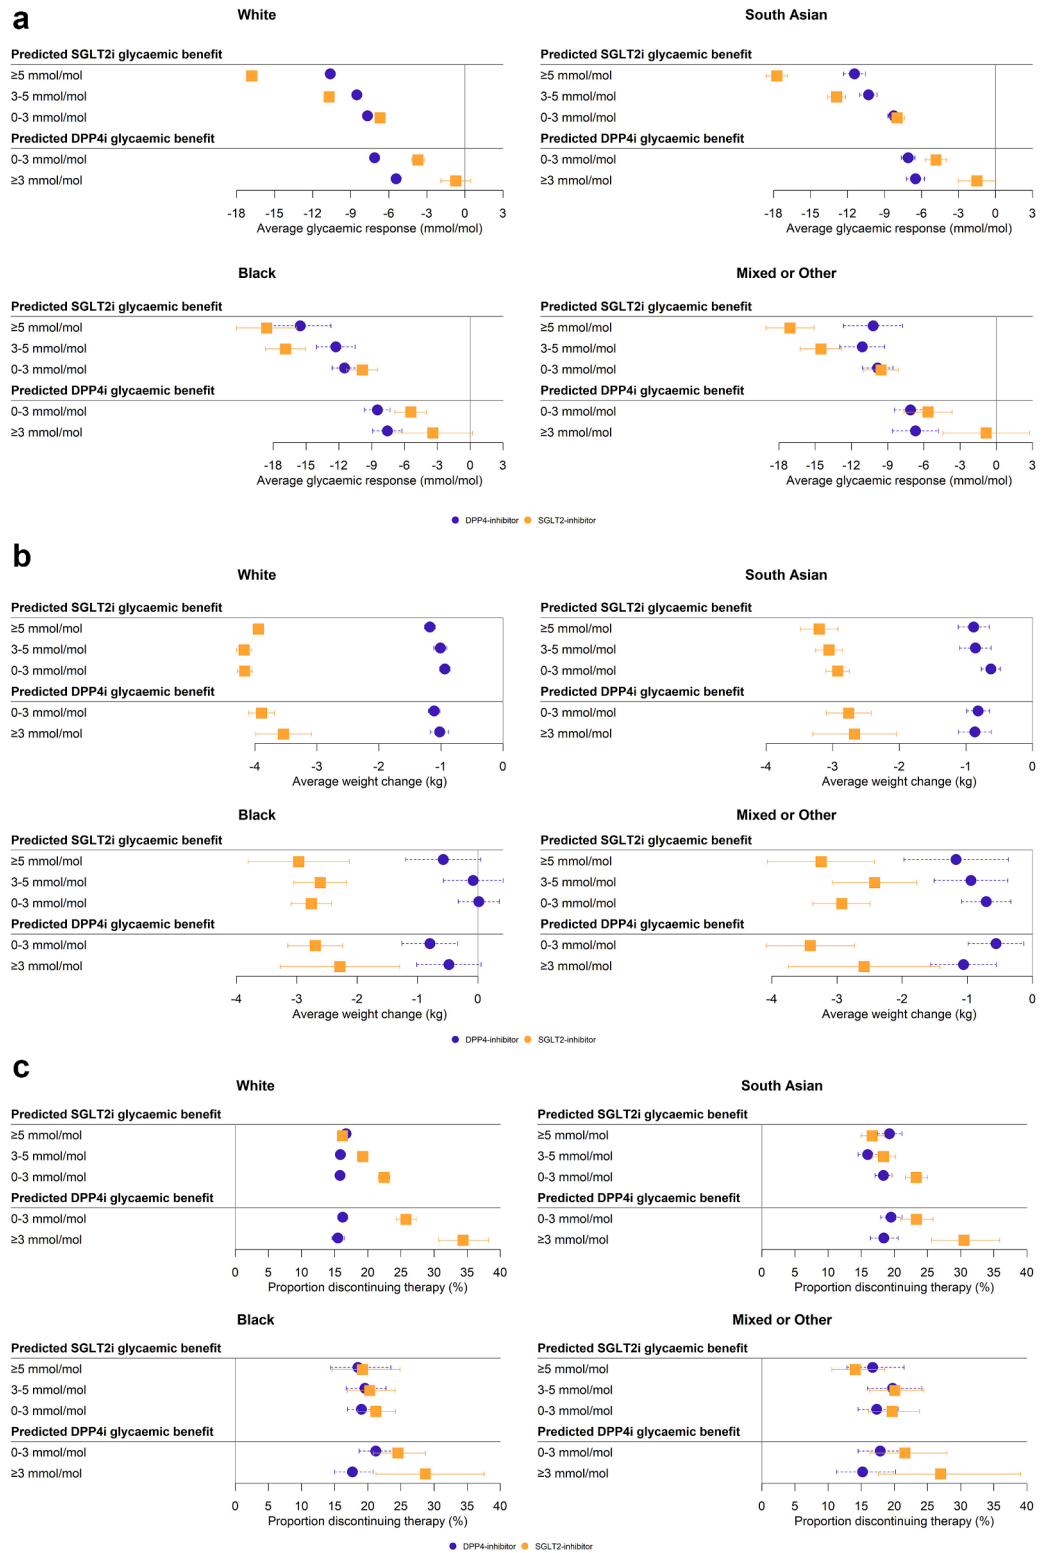 a
White
Predicted SGLT2i glycaemic benefit
≥5 mmol/mol
3-5 mmol/mol
0-3 mmol/mol
Predicted DPP4i glycaemic benefit
0-3 mmol/mol
≥3 mmol/mol
-18 -15 -12 -9 -6 -3 0 3
Average glycaemic response (mmol/mol)
South Asian
Predicted SGLT2i glycaemic benefit
≥5 mmol/mol
3-5 mmol/mol
0-3 mmol/mol
Predicted DPP4i glycaemic benefit
0-3 mmol/mol
≥3 mmol/mol
-18 -15 -12 -9 -6 -3 0 3
Average glycaemic response (mmol/mol)
Black
Predicted SGLT2i glycaemic benefit
≥5 mmol/mol
3-5 mmol/mol
0-3 mmol/mol
Predicted DPP4i glycaemic benefit
0-3 mmol/mol
≥3 mmol/mol
-18 -15 -12 -9 -6 -3 0 3
Average glycaemic response (mmol/mol)
Mixed or Other
Predicted SGLT2i glycaemic benefit
≥5 mmol/mol
3-5 mmol/mol
0-3 mmol/mol
Predicted DPP4i glycaemic benefit
0-3 mmol/mol
≥3 mmol/mol
-18 -15 -12 -9 -6 -3 0 3
Average glycaemic response (mmol/mol)
DPP4-inhibitor SGLT2-inhibitor
b
White
Predicted SGLT2i glycaemic benefit
≥5 mmol/mol
3-5 mmol/mol
0-3 mmol/mol
Predicted DPP4i glycaemic benefit
0-3 mmol/mol
≥3 mmol/mol
-4 -3 -2 -1 0
Average weight change (kg)
South Asian
Predicted SGLT2i glycaemic benefit
≥5 mmol/mol
3-5 mmol/mol
0-3 mmol/mol
Predicted DPP4i glycaemic benefit
0-3 mmol/mol
≥3 mmol/mol
-4 -3 -2 -1 0
Average weight change (kg)
Black
Predicted SGLT2i glycaemic benefit
≥5 mmol/mol
3-5 mmol/mol
0-3 mmol/mol
Predicted DPP4i glycaemic benefit
0-3 mmol/mol
≥3 mmol/mol
-4 -3 -2 -1 0
Average weight change (kg)
Mixed or Other
Predicted SGLT2i glycaemic benefit
≥5 mmol/mol
3-5 mmol/mol
0-3 mmol/mol
Predicted DPP4i glycaemic benefit
0-3 mmol/mol
≥3 mmol/mol
-4 -3 -2 -1 0
Average weight change (kg)
DPP4-inhibitor SGLT2-inhibitor
c
White
Predicted SGLT2i glycaemic benefit
≥5 mmol/mol
3-5 mmol/mol
0-3 mmol/mol
Predicted DPP4i glycaemic benefit
0-3 mmol/mol
≥3 mmol/mol
0 5 10 15 20 25 30 35 40
Proportion discontinuing therapy (%)
South Asian
Predicted SGLT2i glycaemic benefit
≥5 mmol/mol
3-5 mmol/mol
0-3 mmol/mol
Predicted DPP4i glycaemic benefit
0-3 mmol/mol
≥3 mmol/mol
0 5 10 15 20 25 30 35 40
Proportion discontinuing therapy (%)
Black
Predicted SGLT2i glycaemic benefit
≥5 mmol/mol
3-5 mmol/mol
0-3 mmol/mol
Predicted DPP4i glycaemic benefit
0-3 mmol/mol
≥3 mmol/mol
0 5 10 15 20 25 30 35 40
Proportion discontinuing therapy (%)
Mixed or Other
Predicted SGLT2i glycaemic benefit
≥5 mmol/mol
3-5 mmol/mol
0-3 mmol/mol
Predicted DPP4i glycaemic benefit
0-3 mmol/mol
≥3 mmol/mol
0 5 10 15 20 25 30 35 40
Proportion discontinuing therapy (%)
DPP4-inhibitor SGLT2-inhibitor